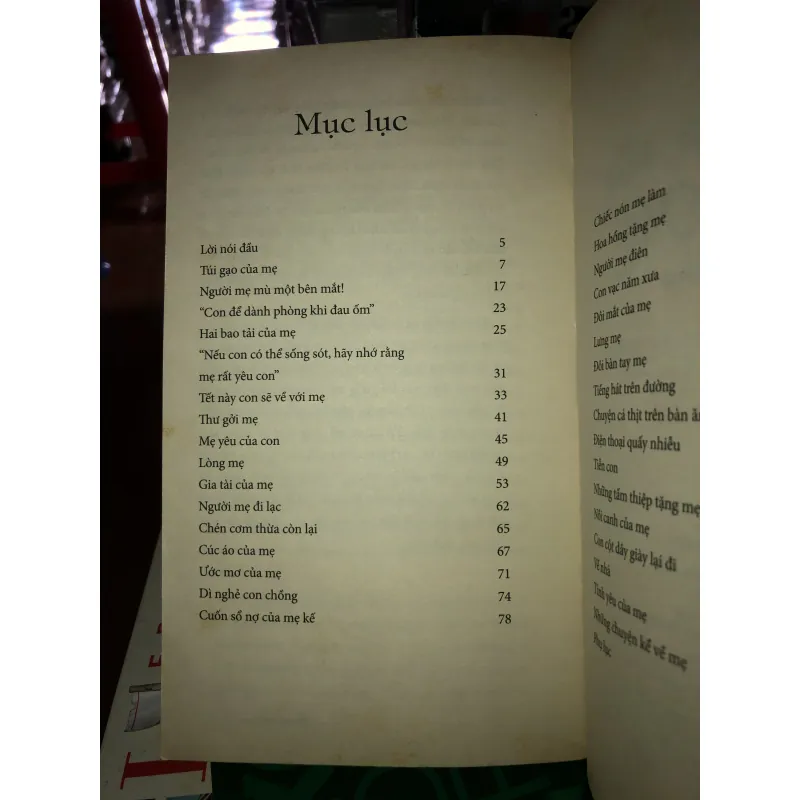 Mục lục
Lời nói đầu 5
Túi gạo của mẹ 7
Người mẹ mù một bên mắt! 17
“Con để dành phòng khi đau ốm” 23
Hai bao tải của mẹ 25
“Nếu con có thể sống sót, hãy nhớ rằng
mẹ rất yêu con” 31
Tết này con sẽ về với mẹ 33
Thư gởi mẹ 41
Mẹ yêu của con 45
Lòng mẹ 49
Gia tài của mẹ 53
Người mẹ đi lạc 62
Chén cơm thừa còn lại 65
Cúc áo của mẹ 67
Ước mơ của mẹ 71
Dì nghẻ con chồng 74
Cuốn sổ nợ của mẹ kế 78
Chiếc nón mẹ làm
Hoa hồng tặng mẹ
Người mẹ điên
Con vạc năm xưa
Đôi mắt của mẹ
Lưng mẹ
Đôi bàn tay mẹ
Tiếng hát trên đường
Chuyện cá thịt trên bàn ă
Điện thoại quấy nhiễu
Tiền con
Những tấm thiệp tặng mẹ
Nồi canh của mẹ
Con cột dây giày lại đi
Về nhà
Tình yêu của mẹ
Những chuyện kể về mẹ
Phụ lục